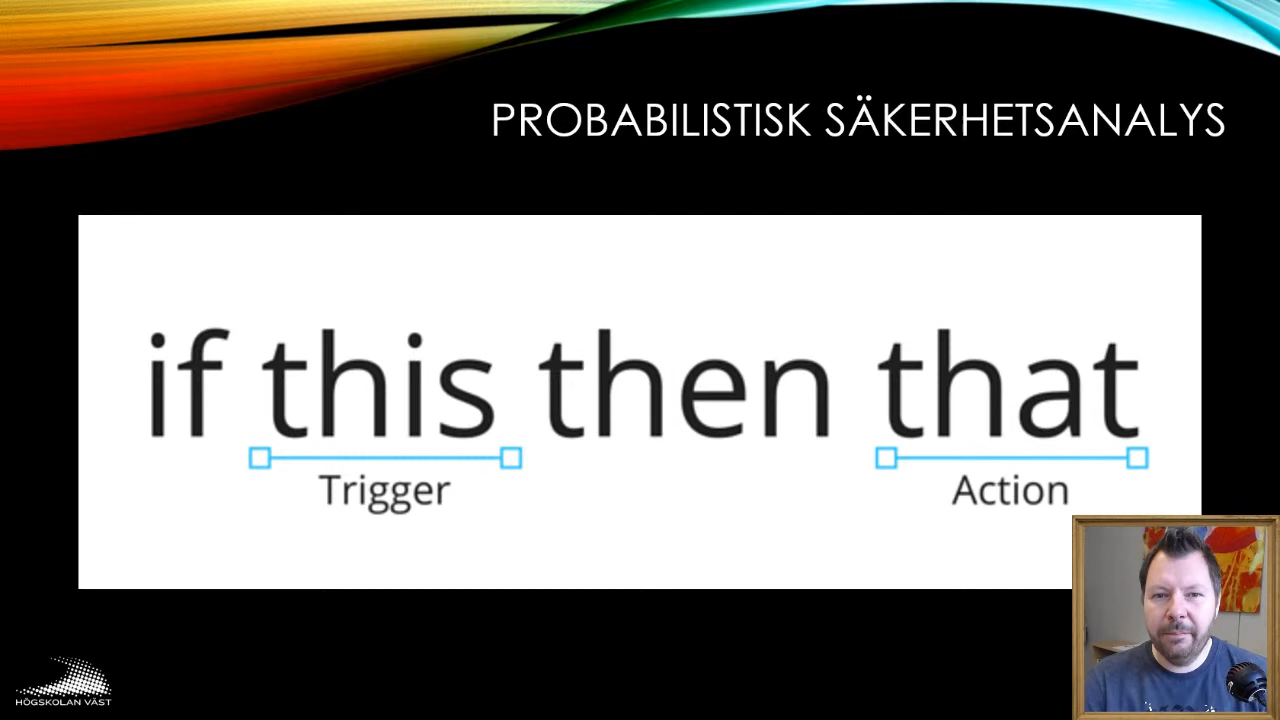 PROBABILISTISK SÄKERHETSANALYS
if this then that
Trigger Action
HÖGSKOLAN VÄST